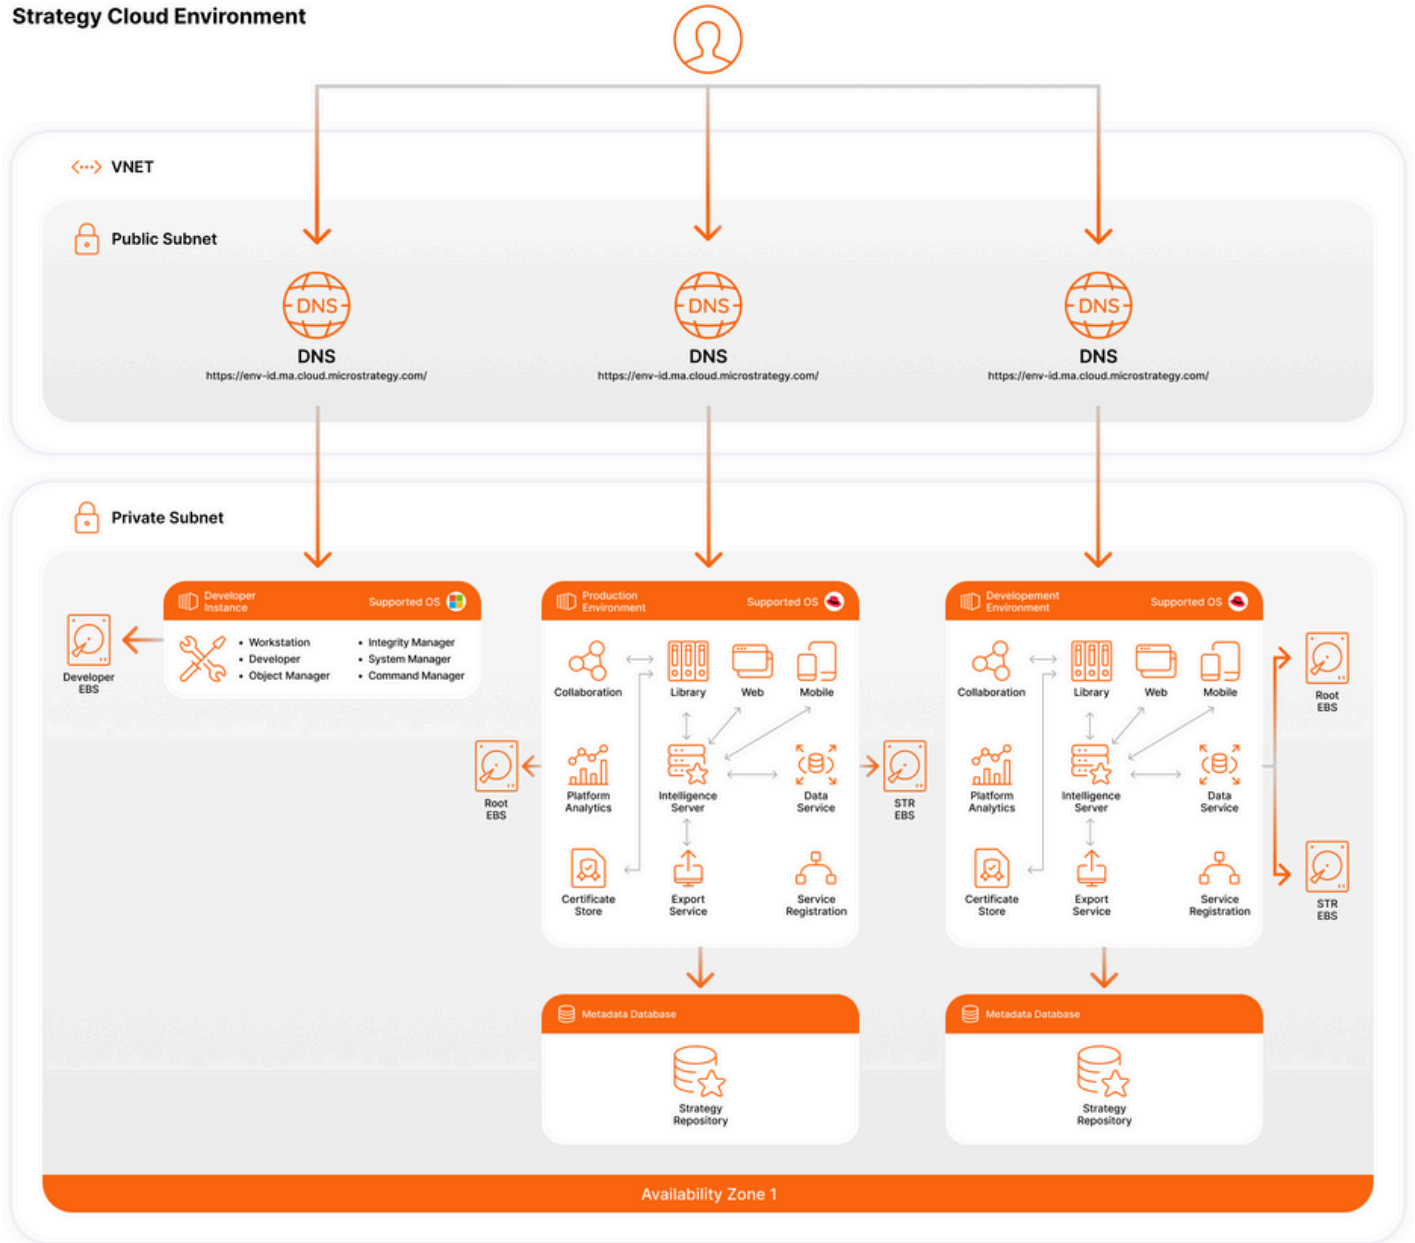 Strategy Cloud Environment
VNET
Public Subnet
DNS
DNS
https://env-id.ma.cloud.microstrategy.com/
DNS
DNS
https://env-id.ma.cloud.microstrategy.com/
DNS
DNS
https://env-id.ma.cloud.microstrategy.com/
Private Subnet
Developer
Instance
Supported OS
• Workstation
• Developer
• Object Manager
• Integrity Manager
• System Manager
• Command Manager
Developer
EBS
Production
Environment
Supported OS
Collaboration
Library
Web
Mobile
Platform
Analytics
Intelligence
Server
Data
Service
Certificate
Store
Export
Service
Service
Registration
Root
EBS
STR
EBS
Metadata Database
Strategy
Repository
Developement
Environment
Supported OS
Collaboration
Library
Web
Mobile
Platform
Analytics
Intelligence
Server
Data
Service
Certificate
Store
Export
Service
Service
Registration
Root
EBS
STR
EBS
Metadata Database
Strategy
Repository
Availability Zone 1